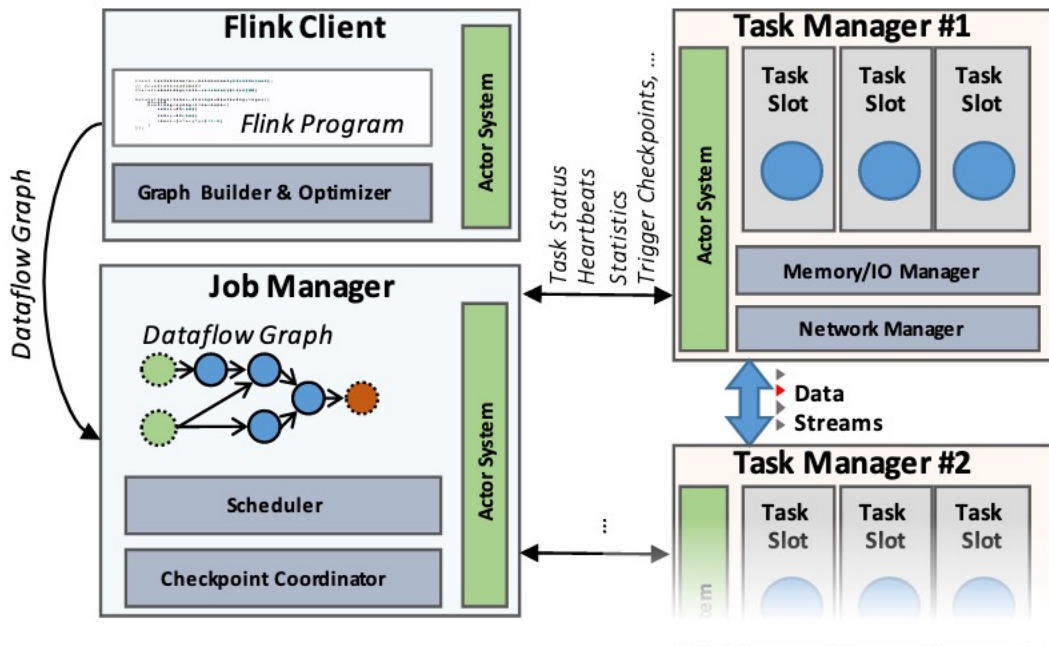 Flink Client
Flink Program
Graph Builder & Optimizer
Actor System
Dataflow Graph
Job Manager
Dataflow Graph
Scheduler
Checkpoint Coordinator
Actor System
Task Status
Heartbeats
Statistics
Trigger Checkpoints, ...
...
Task Manager #1
Actor System
Task
Slot
Task
Slot
Task
Slot
Memory/IO Manager
Network Manager
Data
Streams
Task Manager #2
Task
Slot
Task
Slot
Task
Slot